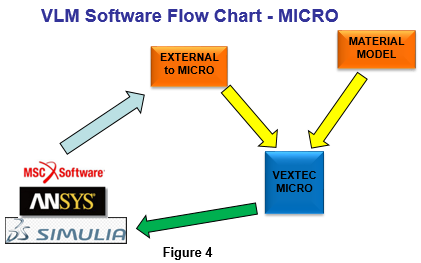 VLM Software Flow Chart - MICRO
EXTERNAL
to MICRO
MATERIAL
MODEL
MSC Software
ANSYS
SIMULIA
VEXTEC
MICRO
Figure 4